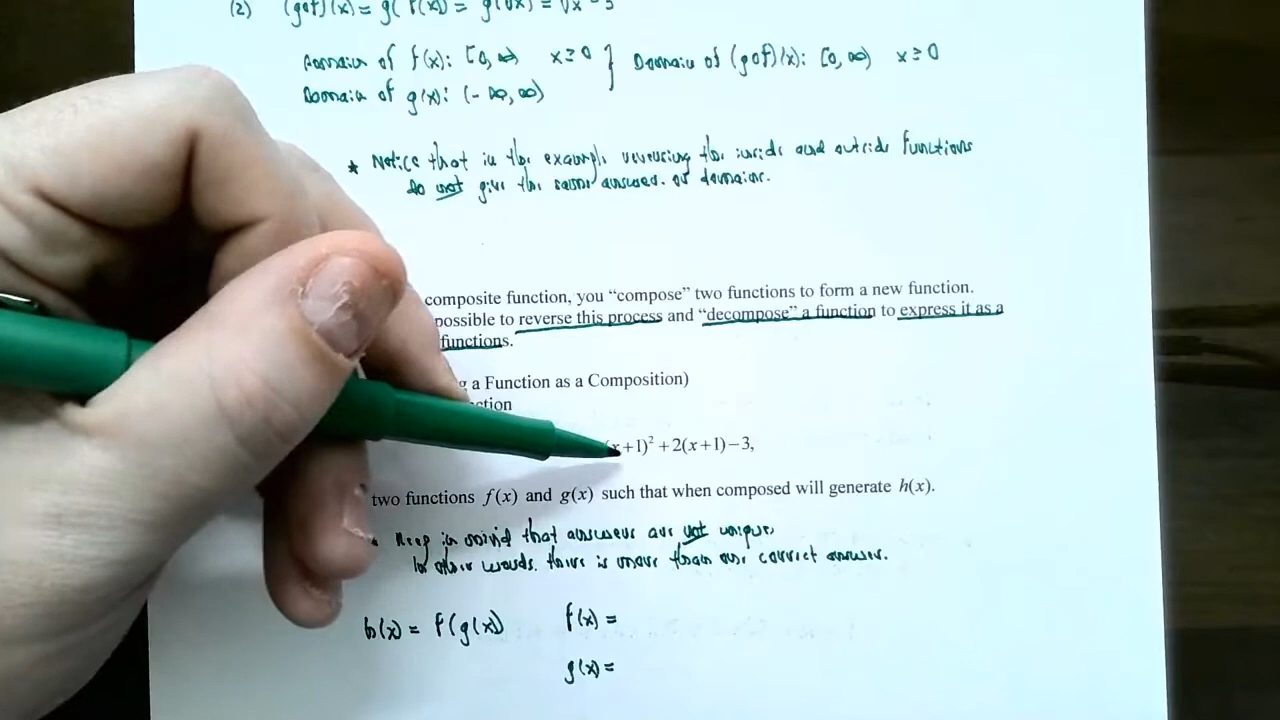 (2) (g∘f)(x) = g( f(x)) = g(√x) = √x - 3
Domain of f(x): [0, ∞) x≥0 } Domain of (g∘f)(x): [0, ∞) x≥0
Domain of g(x): (-∞, ∞)
* Notice that in the example reversing the inside and outside functions
do not give the same answers or domains.
composite function, you “compose” two functions to form a new function.
possible to reverse this process and “decompose” a function to express it as a
functions.
g a Function as a Composition)
ction
(x+1)² + 2(x+1) − 3,
two functions f(x) and g(x) such that when composed will generate h(x).
Keep in mind that answers are not unique,
In other words, there is more than one correct answer.
h(x) = f(g(x)) f(x) =
g(x) =